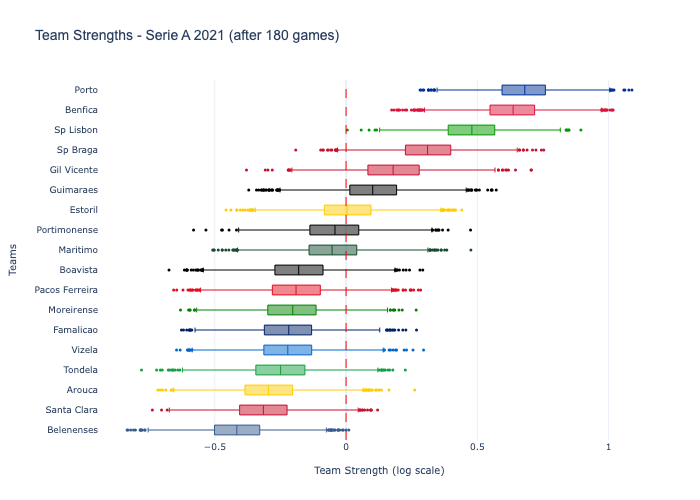 Team Strengths - Serie A 2021 (after 180 games)
Porto
Benfica
Sp Lisbon
Sp Braga
Gil Vicente
Guimaraes
Estoril
Portimonense
Maritimo
Boavista
Pacos Ferreira
Moreirense
Famalicao
Vizela
Tondela
Arouca
Santa Clara
Belenenses
Teams
−0.5 0 0.5 1
Team Strength (log scale)